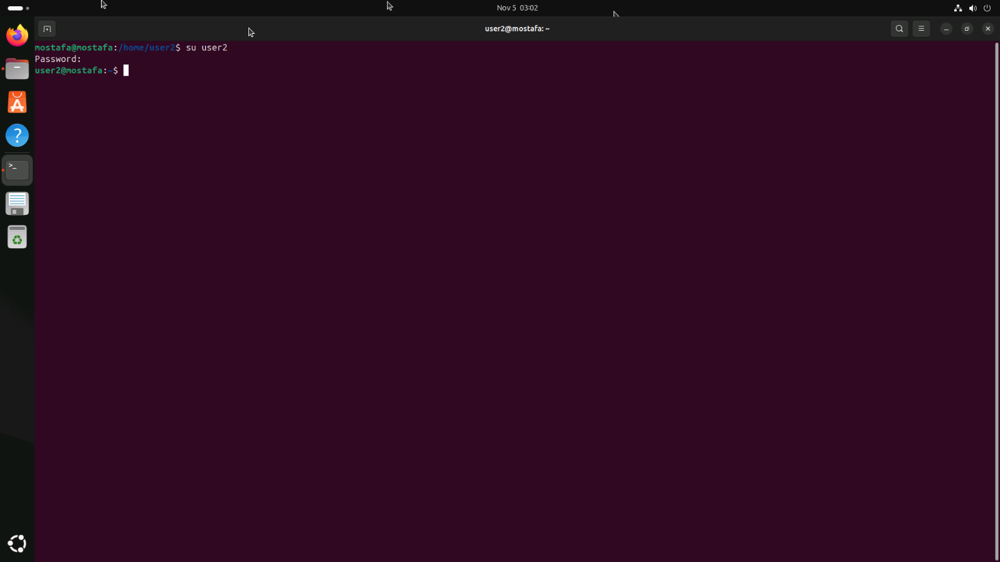 Nov 5 03:02
user2@mostafa: ~
mostafa@mostafa:/home/user2$ su user2
Password:
user2@mostafa:~$